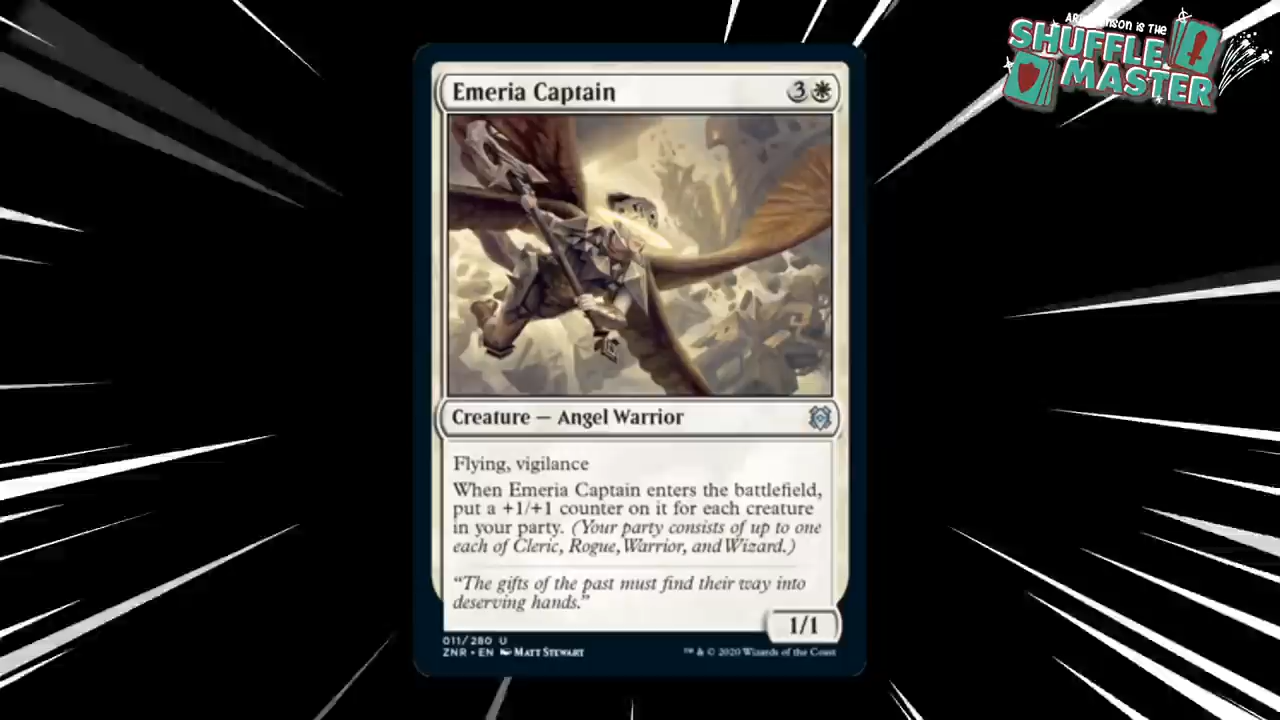 SHUFFLE
MASTER
Emeria Captain
3
Creature — Angel Warrior
Flying, vigilance
When Emeria Captain enters the battlefield,
put a +1/+1 counter on it for each creature
in your party. (Your party consists of up to one
each of Cleric, Rogue, Warrior, and Wizard.)
“The gifts of the past must find their way into
deserving hands.”
1/1
011/280 U
ZNR • EN MATT STEWART
™ & © 2020 Wizards of the Coast